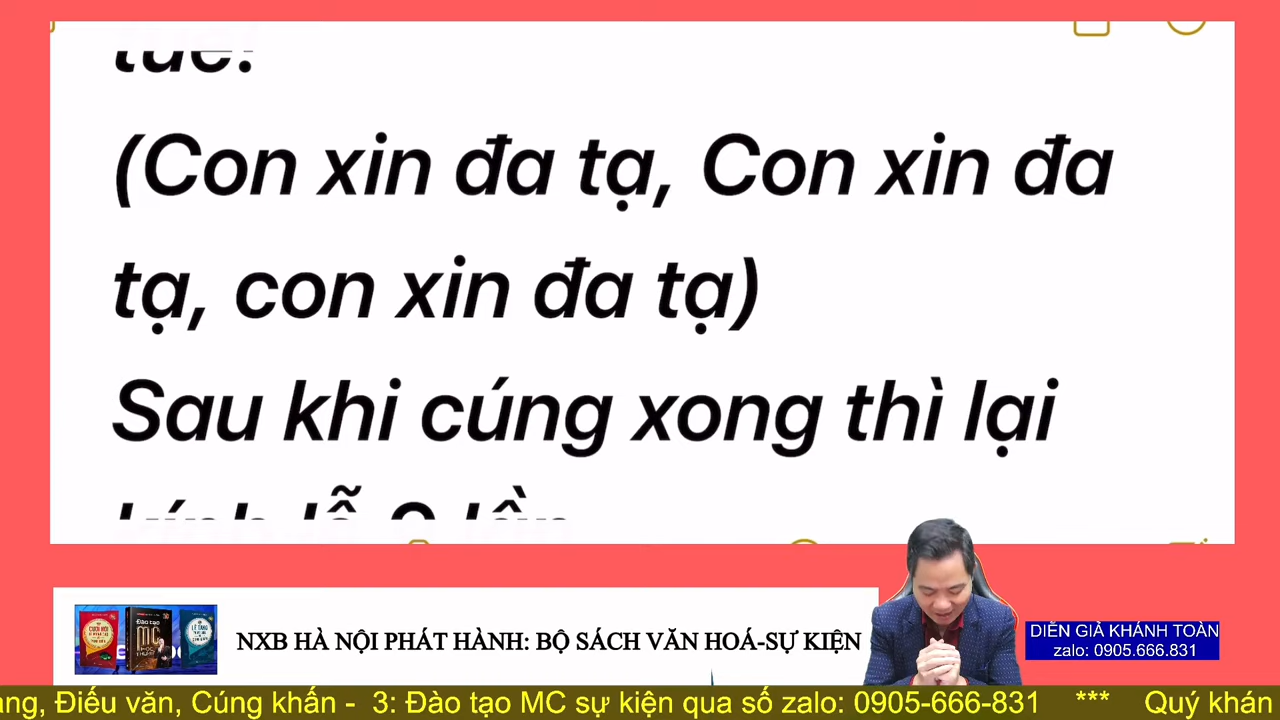 (Con xin đa tạ, Con xin đa
tạ, con xin đa tạ)
Sau khi cúng xong thì lại
NXB HÀ NỘI PHÁT HÀNH: BỘ SÁCH VĂN HOÁ-SỰ KIỆN
DIỄN GIẢ KHÁNH TOÀN
zalo: 0905.666.831
Điếu văn, Cúng khấn - 3: Đào tạo MC sự kiện qua số zalo: 0905-666-831 *** Quý khán